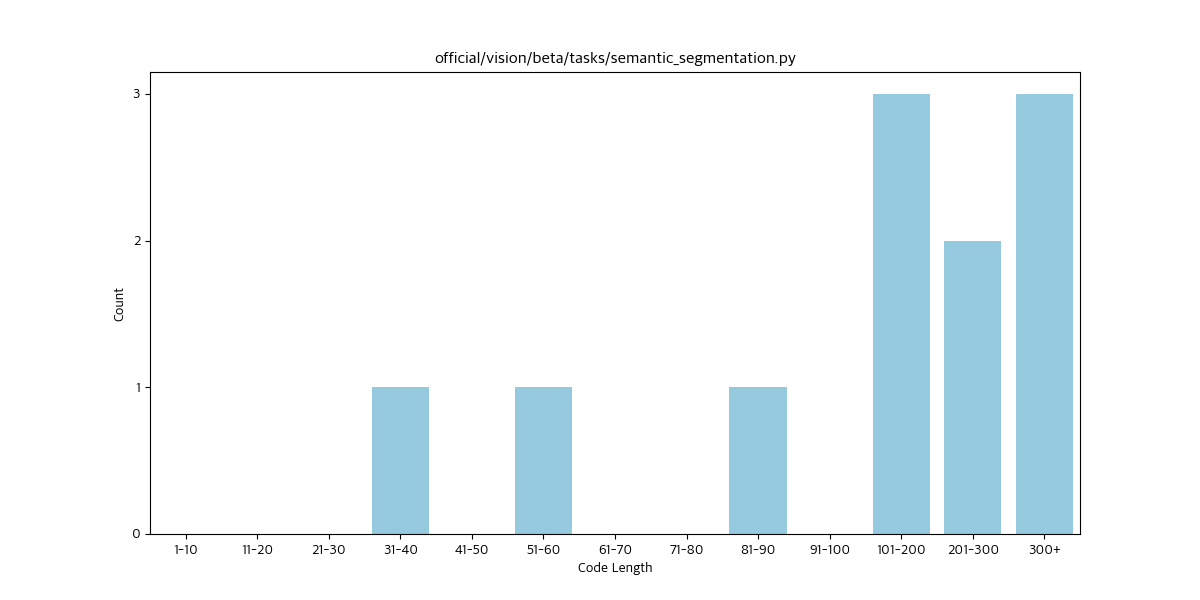 official/vision/beta/tasks/semantic_segmentation.py
3
2
1
0
Count
1-10 11-20 21-30 31-40 41-50 51-60 61-70 71-80 81-90 91-100 101-200 201-300 300+
Code Length